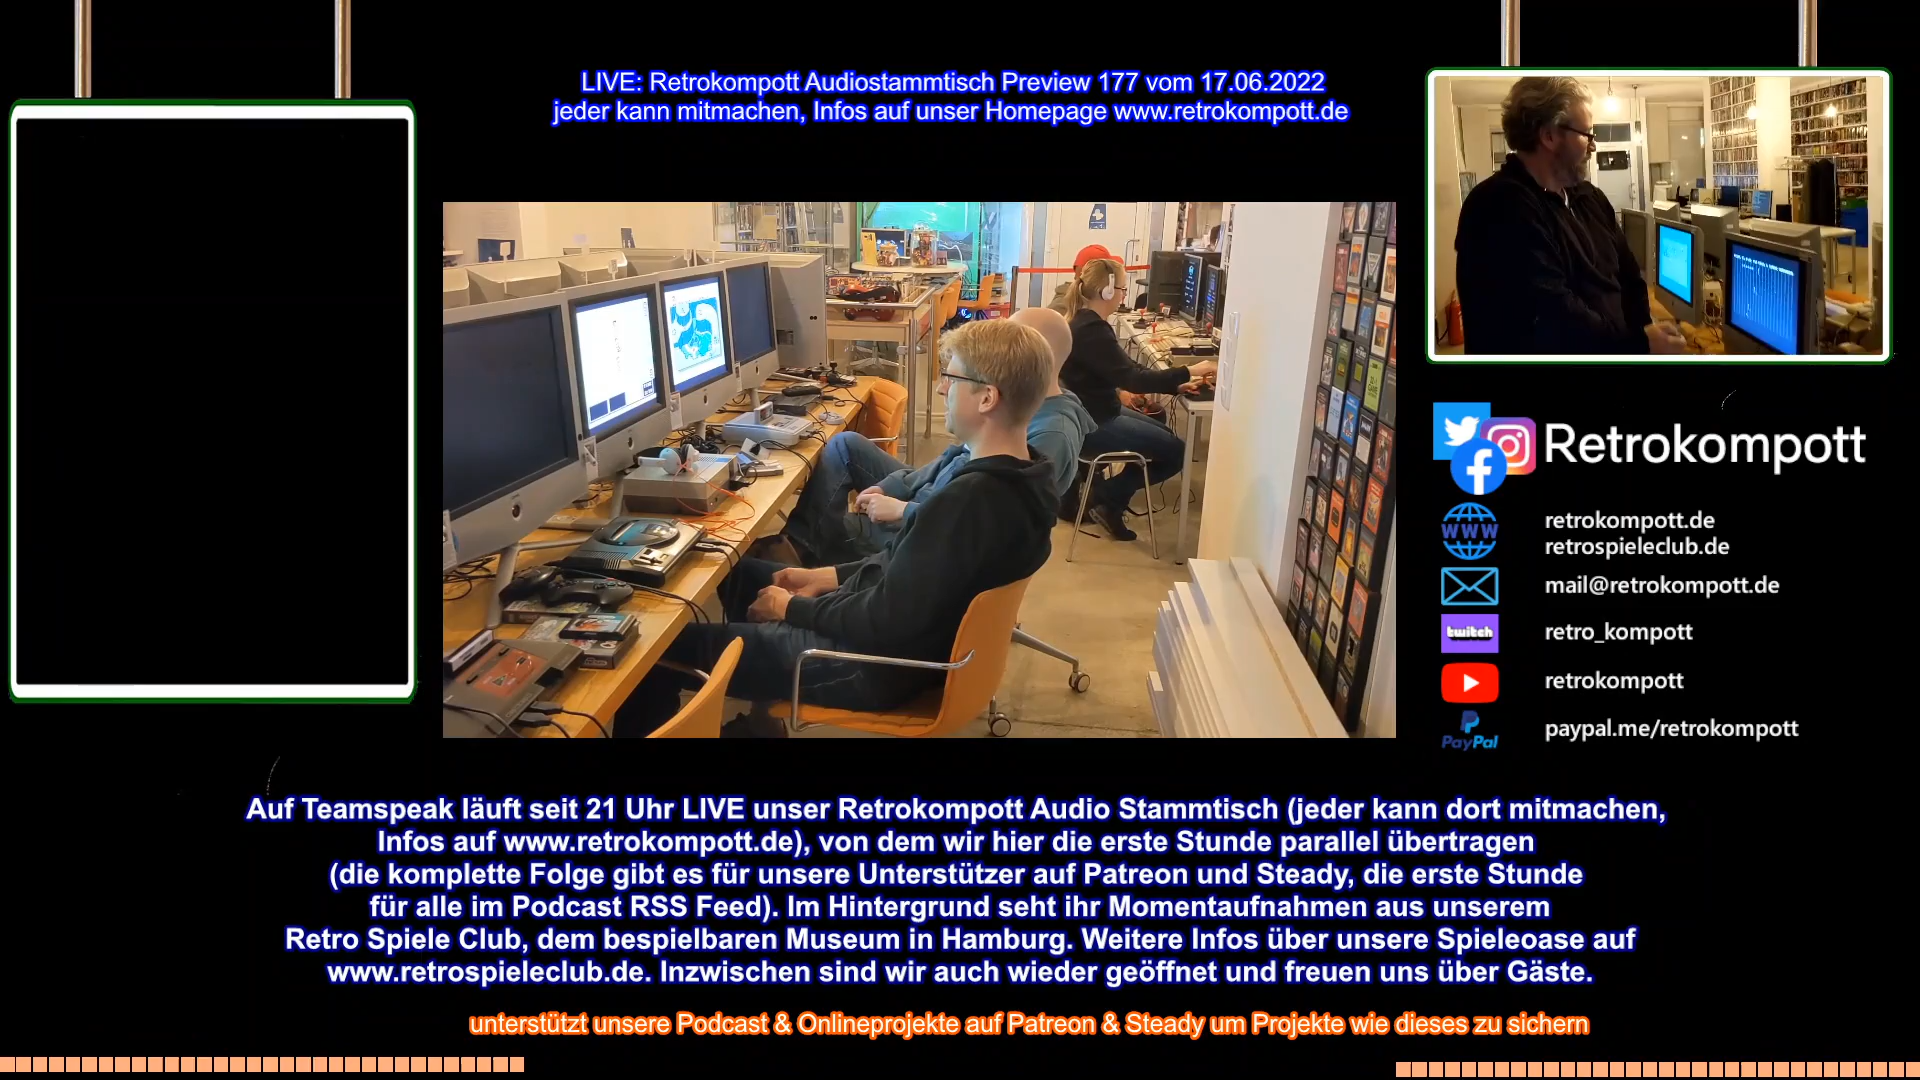 LIVE: Retrokompott Audiostammtisch Preview 177 vom 17.06.2022
jeder kann mitmachen, Infos auf unser Homepage www.retrokompott.de
Retrokompott
WWW
retrokompott.de
retrospieleclub.de
mail@retrokompott.de
twitch
retro_kompott
retrokompott
PayPal
paypal.me/retrokompott
Auf Teamspeak läuft seit 21 Uhr LIVE unser Retrokompott Audio Stammtisch (jeder kann dort mitmachen,
Infos auf www.retrokompott.de), von dem wir hier die erste Stunde parallel übertragen
(die komplette Folge gibt es für unsere Unterstützer auf Patreon und Steady, die erste Stunde
für alle im Podcast RSS Feed). Im Hintergrund seht ihr Momentaufnahmen aus unserem
Retro Spiele Club, dem bespielbaren Museum in Hamburg. Weitere Infos über unsere Spieleoase auf
www.retrospieleclub.de. Inzwischen sind wir auch wieder geöffnet und freuen uns über Gäste.
unterstützt unsere Podcast & Onlineprojekte auf Patreon & Steady um Projekte wie dieses zu sichern